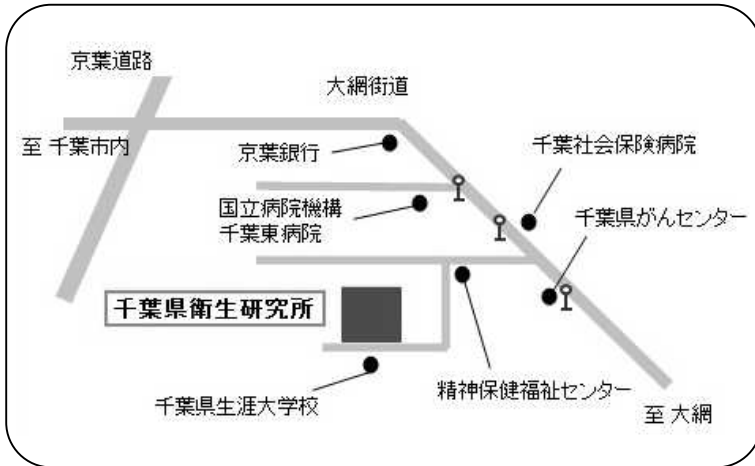 京葉道路
大網街道
至 千葉市内
京葉銀行
千葉社会保険病院
国立病院機構
千葉東病院
千葉県がんセンター
千葉県衛生研究所
精神保健福祉センター
千葉県生涯大学校
至 大網